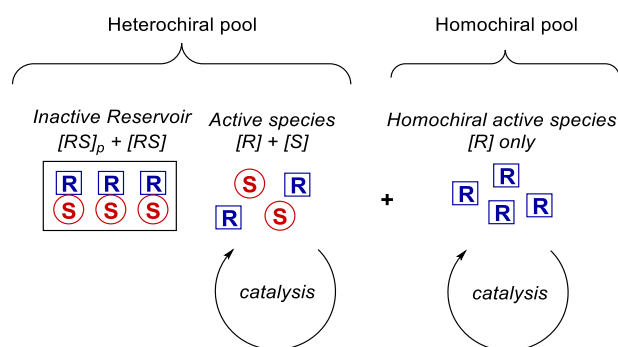 Heterochiral pool
Homochiral pool
Inactive Reservoir
[RS]p + [RS]
Active species
[R] + [S]
Homochiral active species
[R] only
R R R
S S S
S R
R S
+
R
R R
R
catalysis
catalysis